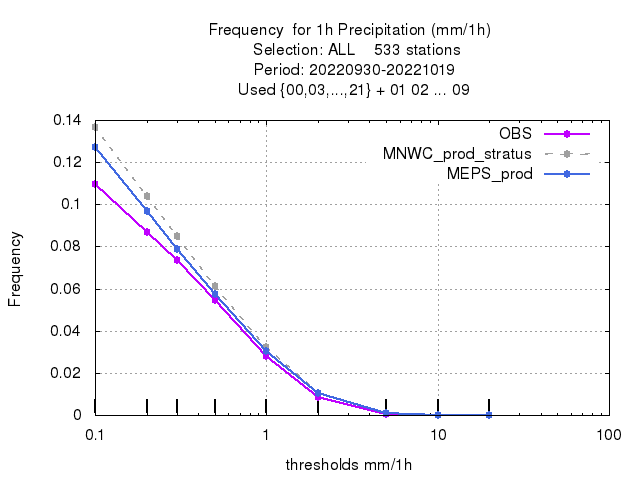 Frequency  for 1h Precipitation (mm/1h)
Selection: ALL    533 stations
Period: 20220930-20221019
Used {00,03,...,21} + 01 02 ... 09
OBS
MNWC_prod_stratus
MEPS_prod
0.14
0.12
0.1
0.08
0.06
0.04
0.02
0
Frequency
0.1 1 10 100
thresholds mm/1h